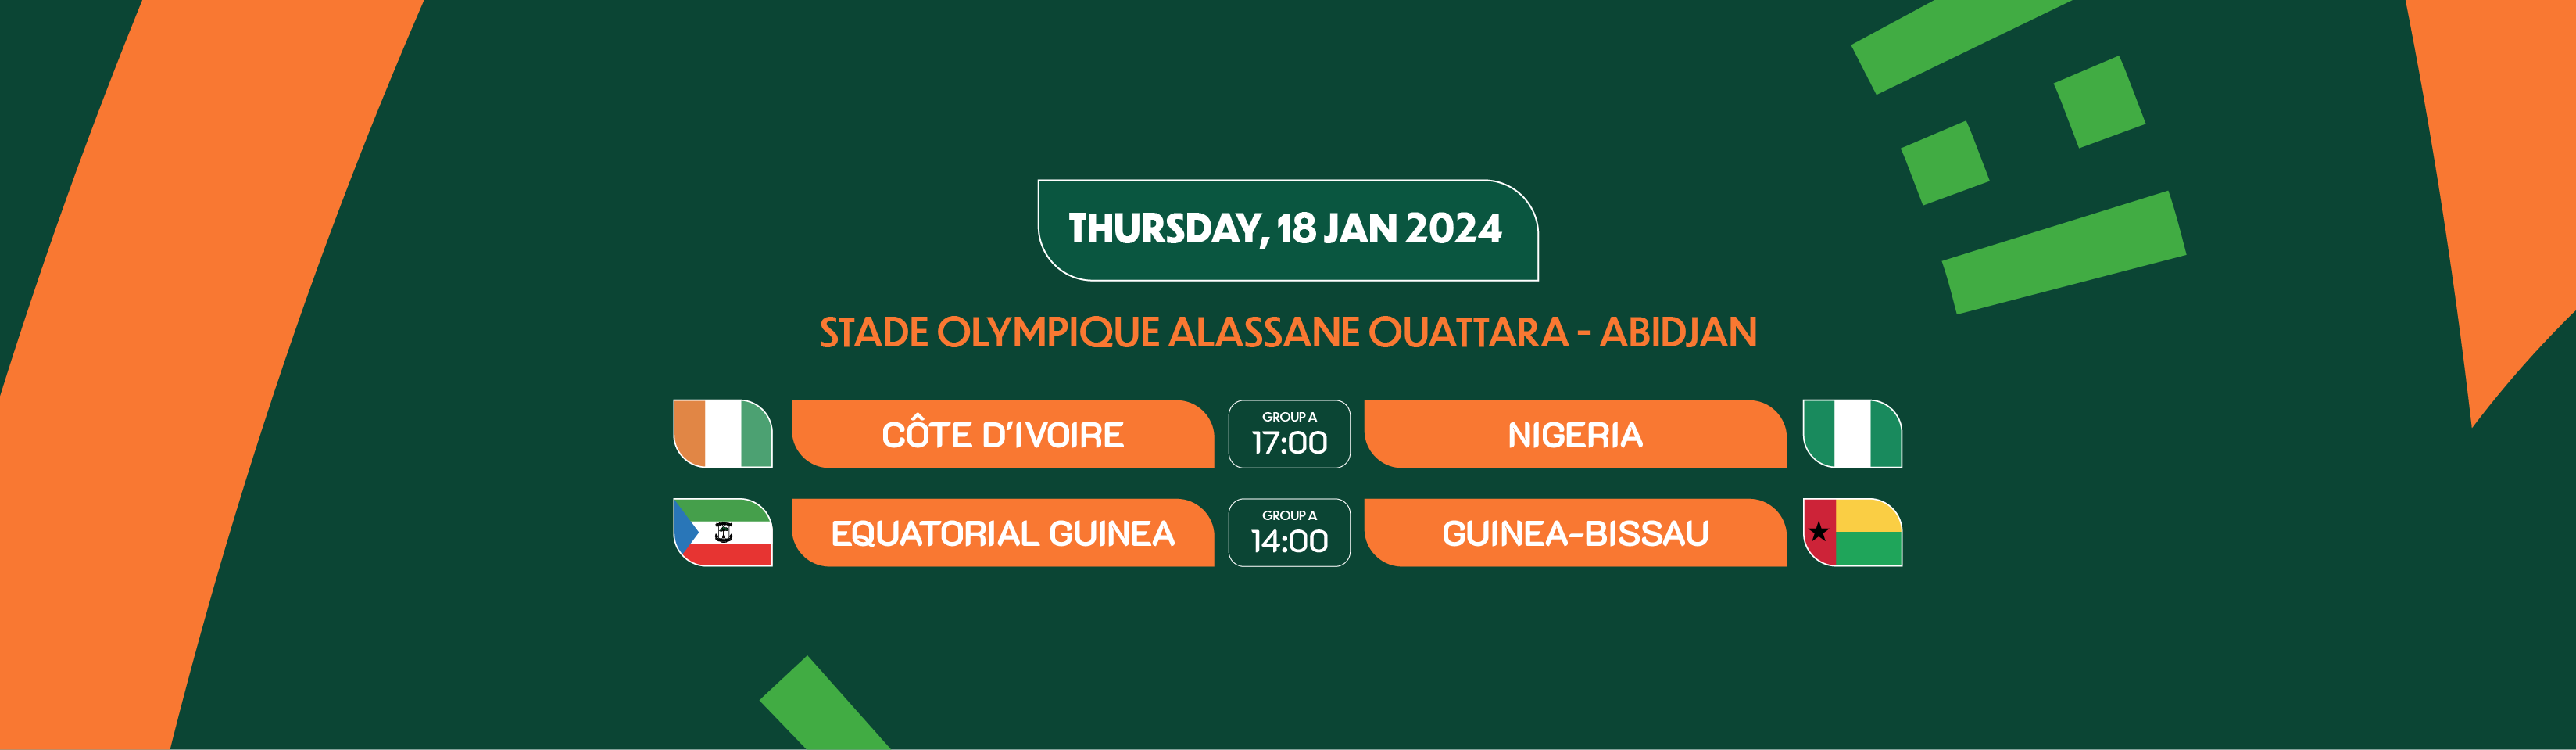 THURSDAY, 18 JAN 2024
STADE OLYMPIQUE ALASSANE OUATTARA - ABIDJAN
CÔTE D'IVOIRE
GROUP A
17:00
NIGERIA
EQUATORIAL GUINEA
GROUP A
14:00
GUINEA-BISSAU